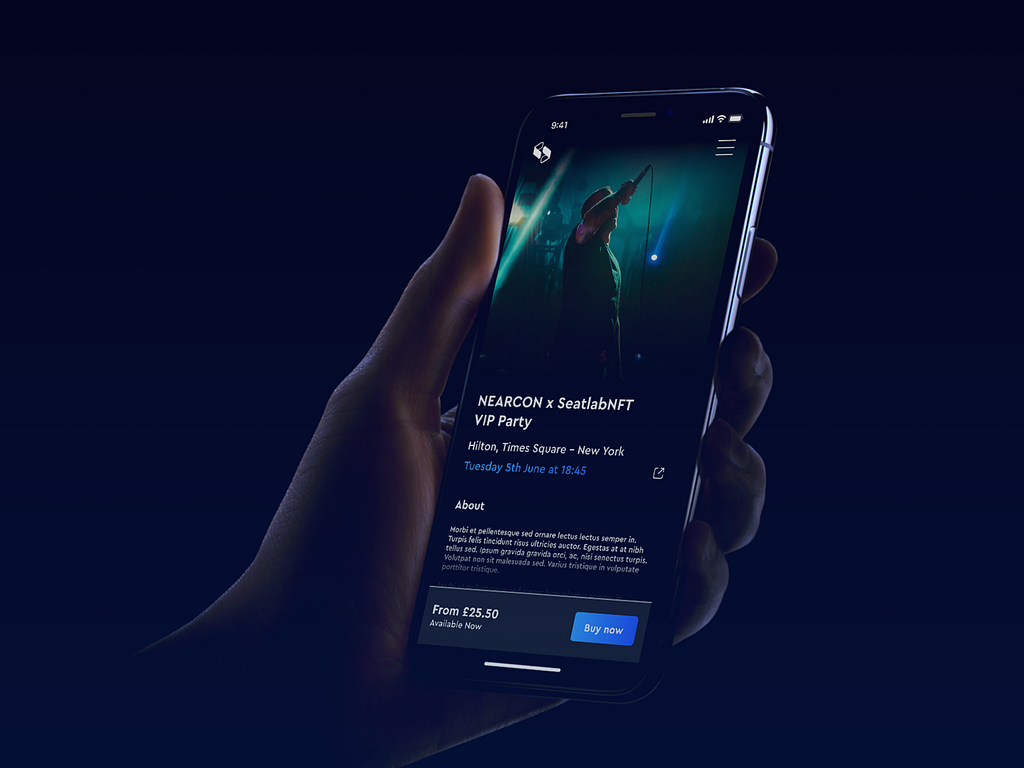 9:41
NEARCON x SeatlabNFT
VIP Party
Hilton, Times Square - New York
Tuesday 5th June at 18:45
About
Morbi et pellentesque sed ornare lectus lectus semper in.
Turpis felis tincidunt risus ultricies auctor. Egestas at at nibh
tellus sed. Ipsum gravida gravida orci, ac, nisi senectus turpis.
Volutpat non sit malesuada sed. Varius tristique in vulputate
porttitor tristique.
From £25.50
Available Now
Buy now